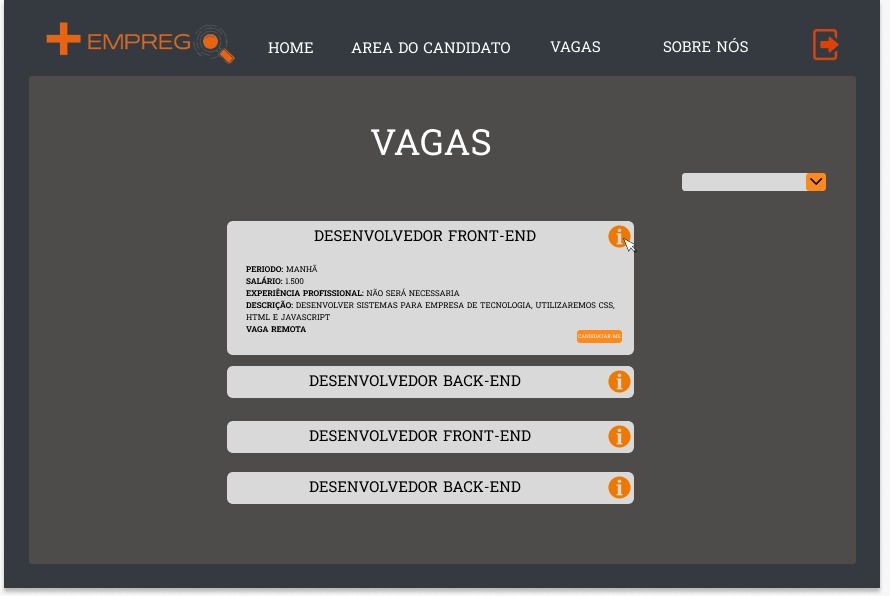 EMPREGO
HOME
AREA DO CANDIDATO
VAGAS
SOBRE NÓS
VAGAS
DESENVOLVEDOR FRONT-END
PERIODO: MANHÃ
SALÁRIO: 1.500
EXPERIÊNCIA PROFISSIONAL: NÃO SERÁ NECESSARIA
DESCRIÇÃO: DESENVOLVER SISTEMAS PARA EMPRESA DE TECNOLOGIA, UTILIZAREMOS CSS,
HTML E JAVASCRIPT
VAGA REMOTA
CANDIDATAR-ME
DESENVOLVEDOR BACK-END
DESENVOLVEDOR FRONT-END
DESENVOLVEDOR BACK-END